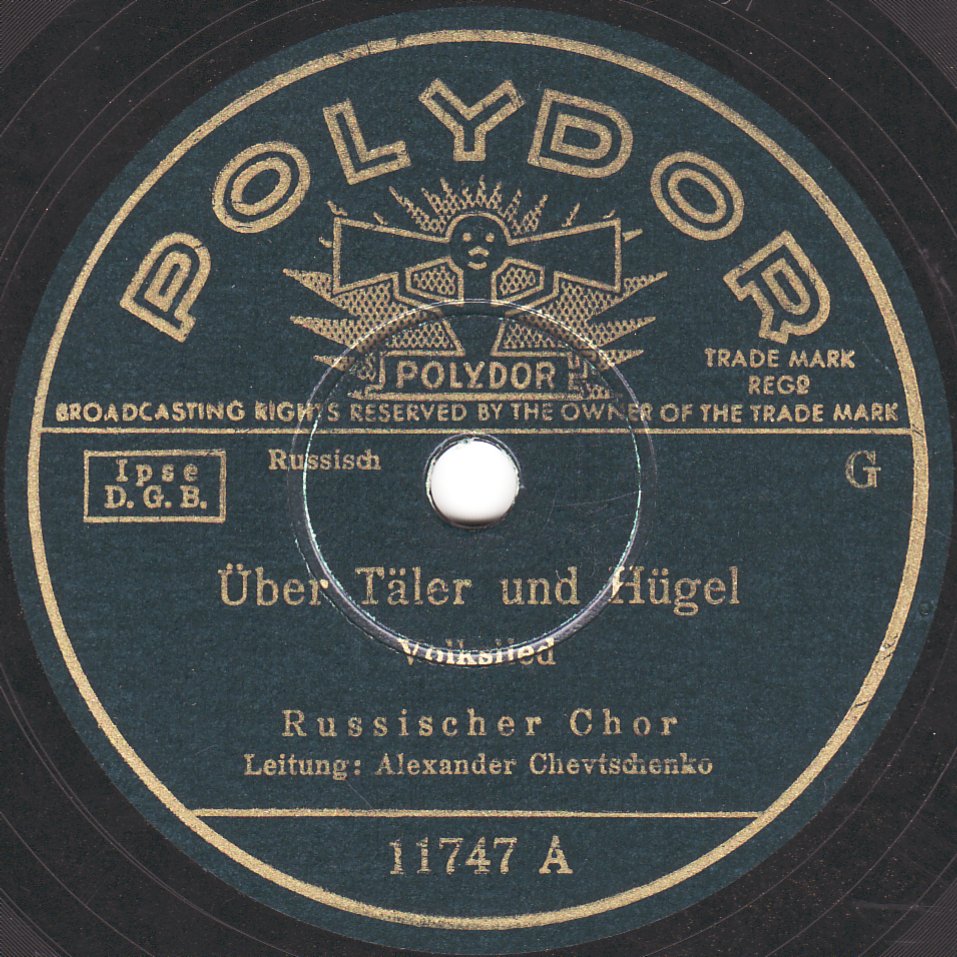 POLYDOR
POLYDOR
TRADE MARK
REGD
BROADCASTING RIGHTS RESERVED BY THE OWNER OF THE TRADE MARK
Ipse
D. G. B.
Russisch
G
Über Täler und Hügel
Volkslied
Russischer Chor
Leitung: Alexander Chevtschenko
11747 A